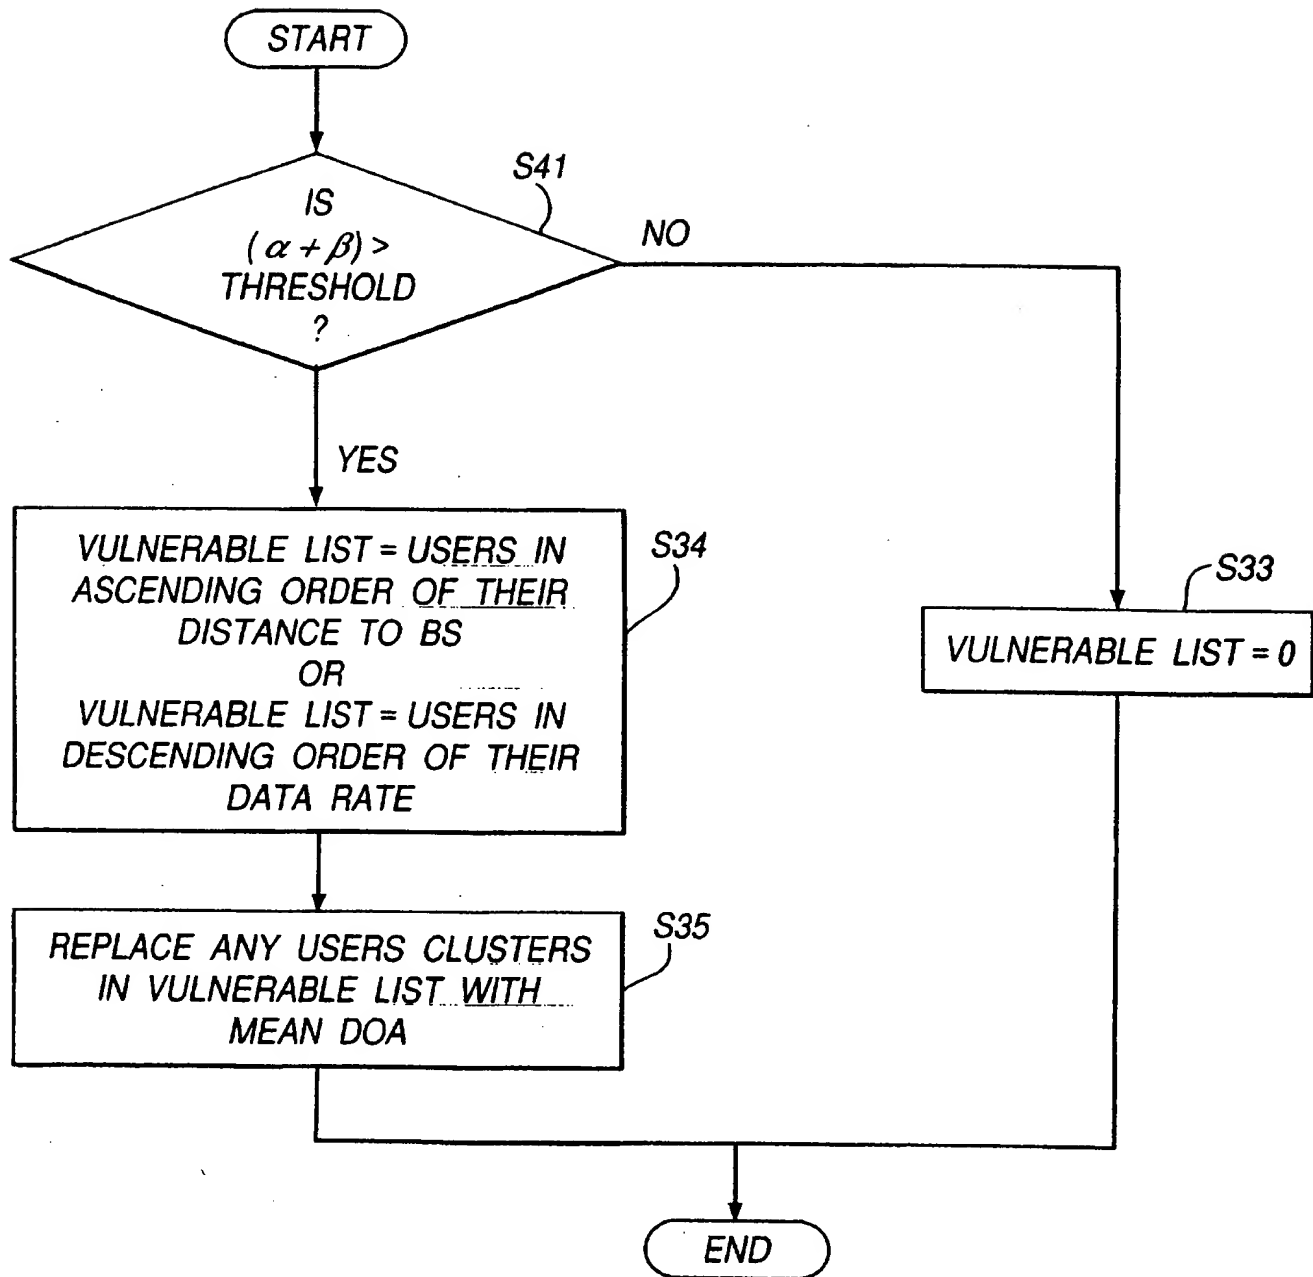 START
IS
(α + β) >
THRESHOLD
?
S41
NO
YES
VULNERABLE LIST = USERS IN
ASCENDING ORDER OF THEIR
DISTANCE TO BS
OR
VULNERABLE LIST = USERS IN
DESCENDING ORDER OF THEIR
DATA RATE
S34
S33
VULNERABLE LIST = 0
REPLACE ANY USERS CLUSTERS
IN VULNERABLE LIST WITH
MEAN DOA
S35
END